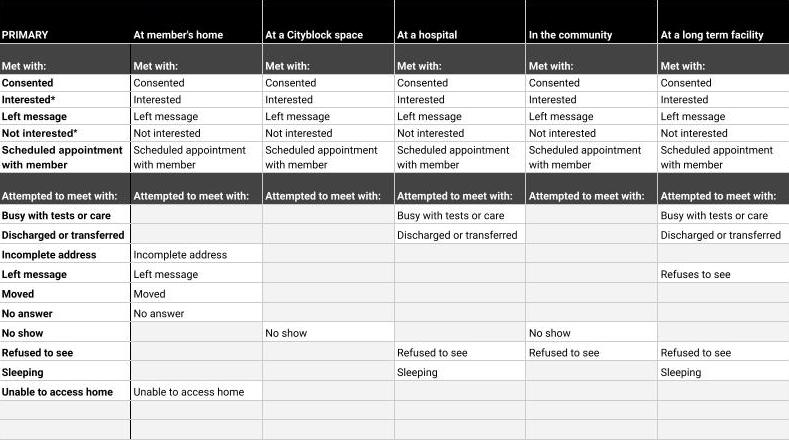 PRIMARY At member's home At a Cityblock space At a hospital In the community At a long term facility
Met with: Met with: Met with: Met with: Met with: Met with:
Consented Consented Consented Consented Consented Consented
Interested* Interested Interested Interested Interested Interested
Left message Left message Left message Left message Left message Left message
Not interested* Not interested Not interested Not interested Not interested Not interested
Scheduled appointment Scheduled appointment Scheduled appointment Scheduled appointment Scheduled appointment Scheduled appointment
with member with member with member with member with member with member
Attempted to meet with: Attempted to meet with: Attempted to meet with: Attempted to meet with: Attempted to meet with: Attempted to meet with:
Busy with tests or care Busy with tests or care Busy with tests or care
Discharged or transferred Discharged or transferred Discharged or transferred
Incomplete address Incomplete address
Left message Left message Refuses to see
Moved Moved
No answer No answer
No show No show No show
Refused to see Refused to see Refused to see Refused to see
Sleeping Sleeping Sleeping
Unable to access home Unable to access home